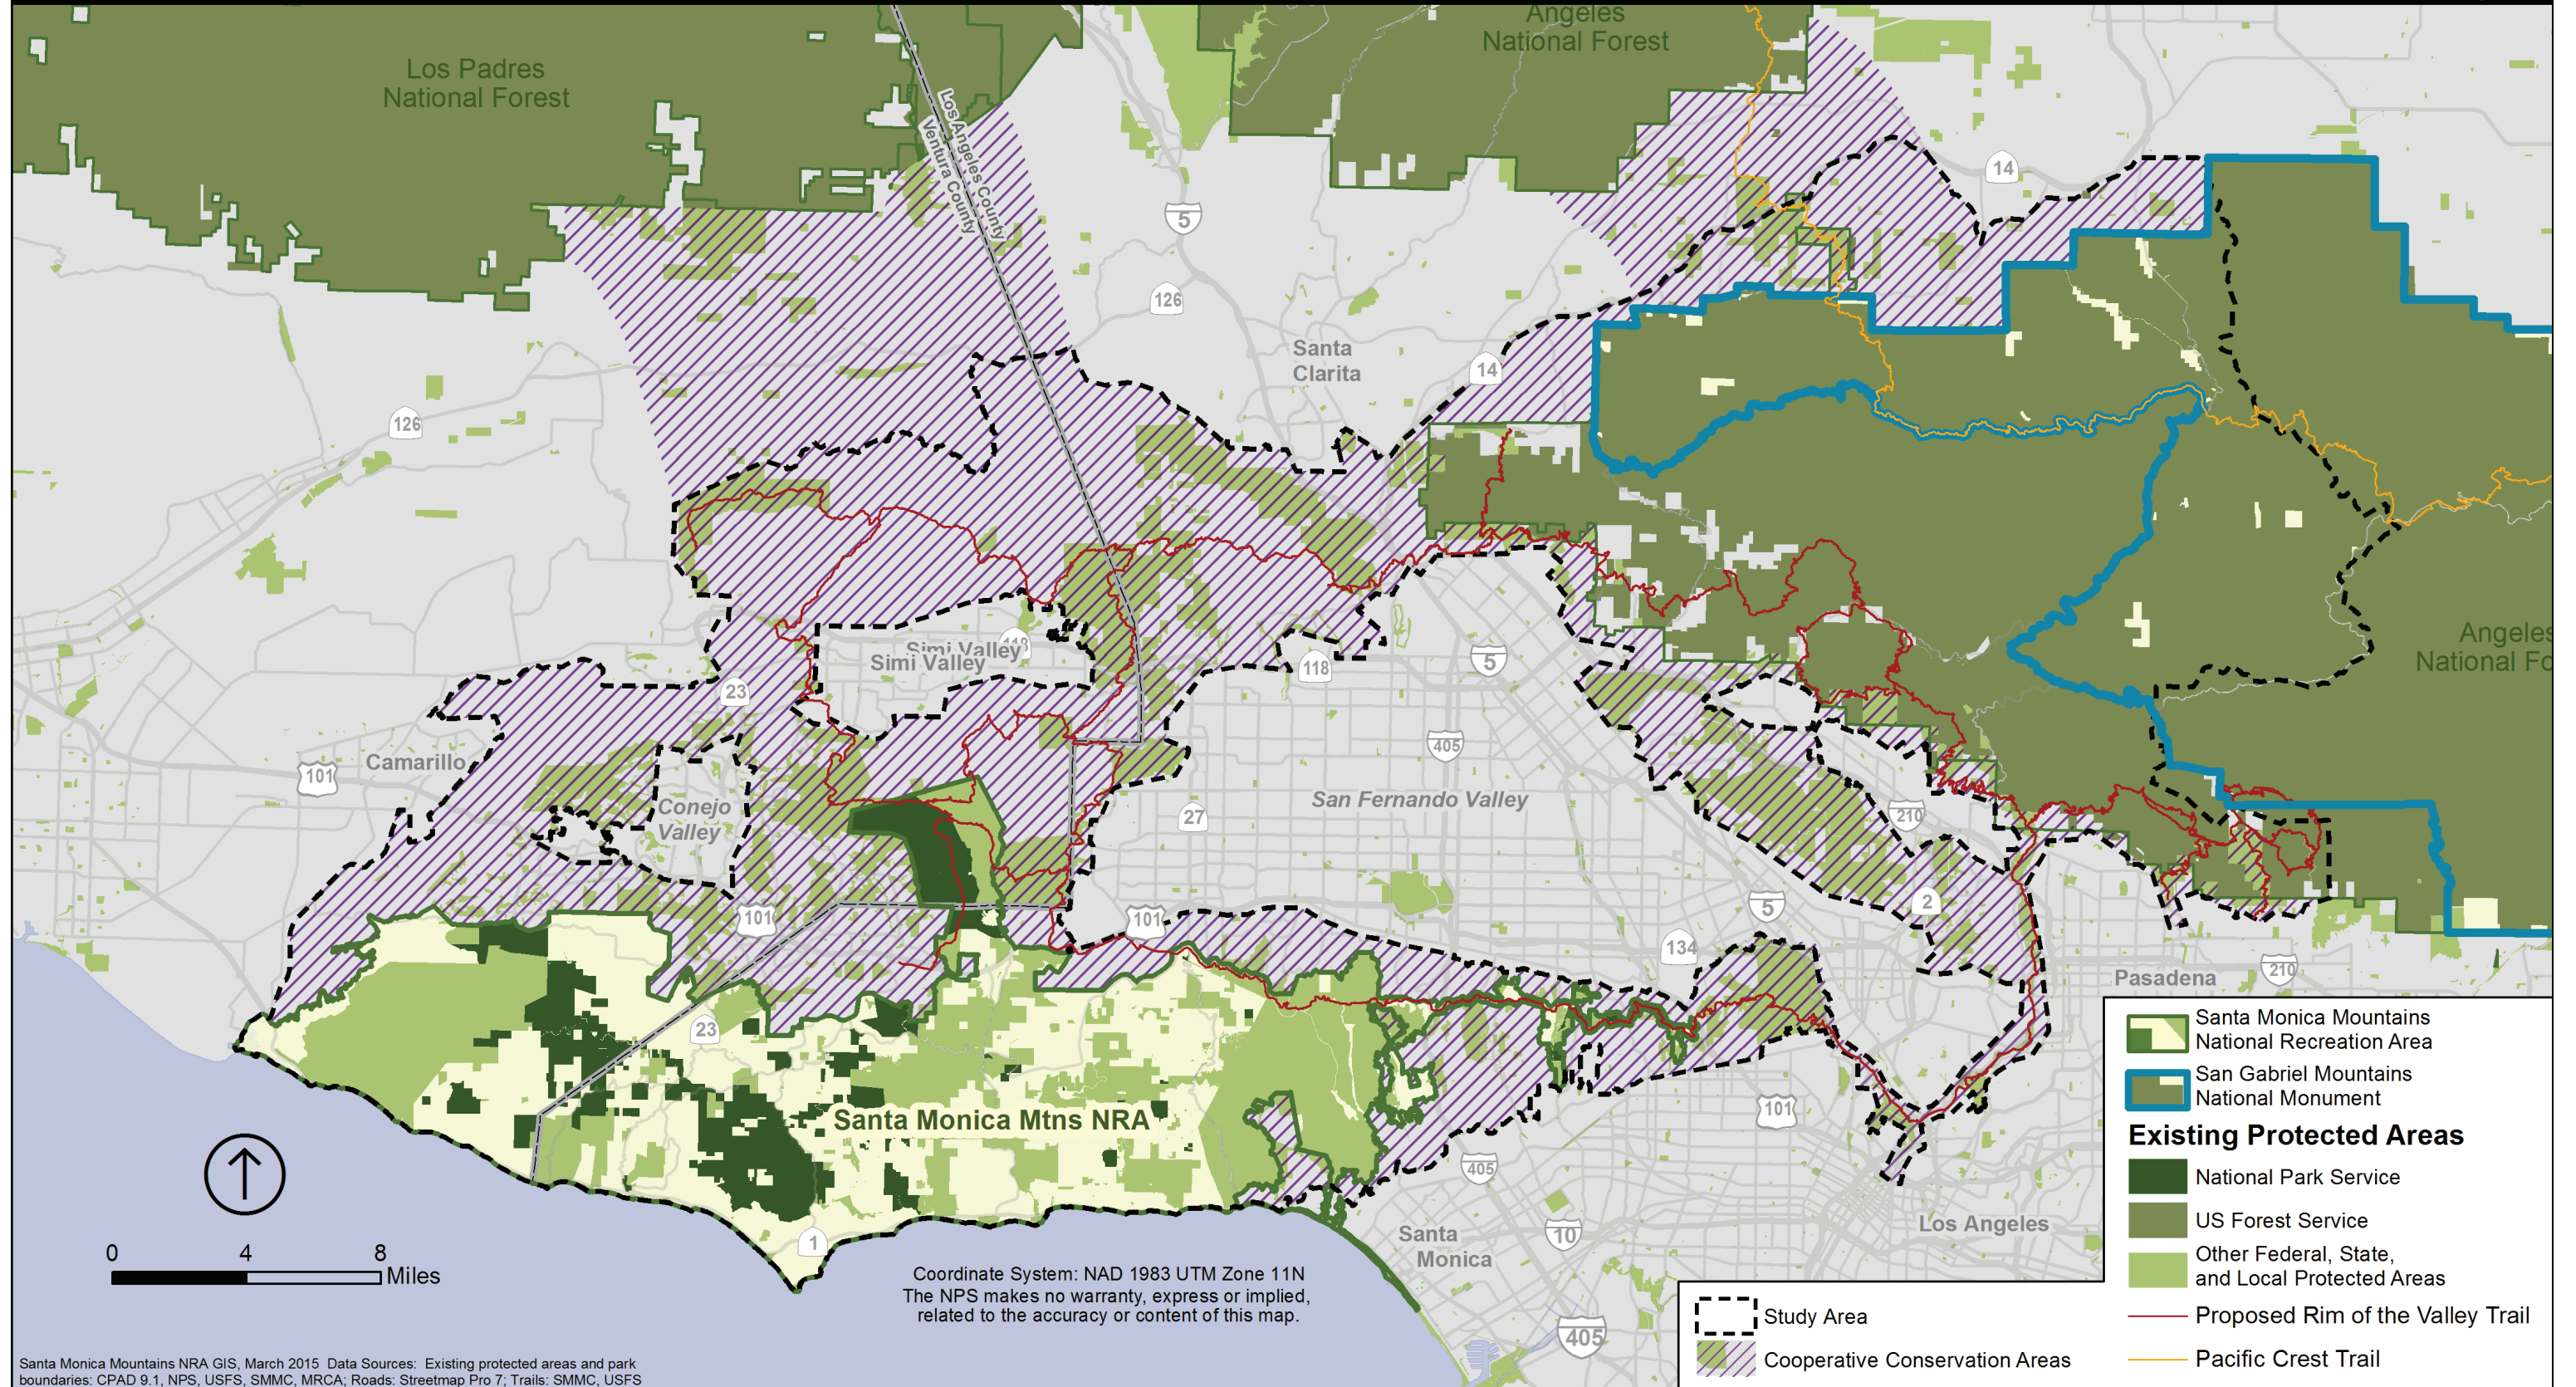 Angeles
National Forest
Los Padres
National Forest
Los Angeles County
Ventura County
14
5
126
Santa
Clarita
14
126
Simi Valley
118
Simi Valley
118
5
Angeles
National Fo
23
405
Camarillo
101
Conejo
Valley
San Fernando Valley
27
210
101
101
5
2
134
Pasadena
210
23
101
Santa Monica Mtns NRA
405
1
Santa
Monica
10
Los Angeles
405
0 4 8
Miles
Coordinate System: NAD 1983 UTM Zone 11N
The NPS makes no warranty, express or implied,
related to the accuracy or content of this map.
Santa Monica Mountains NRA GIS, March 2015 Data Sources: Existing protected areas and park
boundaries: CPAD 9.1, NPS, USFS, SMMC, MRCA; Roads: Streetmap Pro 7; Trails: SMMC, USFS
Santa Monica Mountains
National Recreation Area
San Gabriel Mountains
National Monument
Existing Protected Areas
National Park Service
US Forest Service
Other Federal, State,
and Local Protected Areas
Proposed Rim of the Valley Trail
Pacific Crest Trail
Study Area
Cooperative Conservation Areas